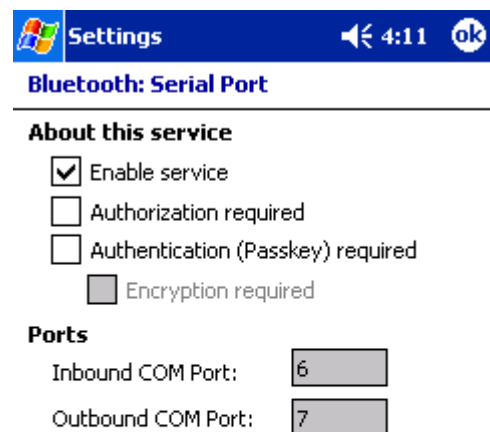 Settings 4:11 ok
Bluetooth: Serial Port
About this service
Enable service
Authorization required
Authentication (Passkey) required
Encryption required
Ports
Inbound COM Port: 6
Outbound COM Port: 7